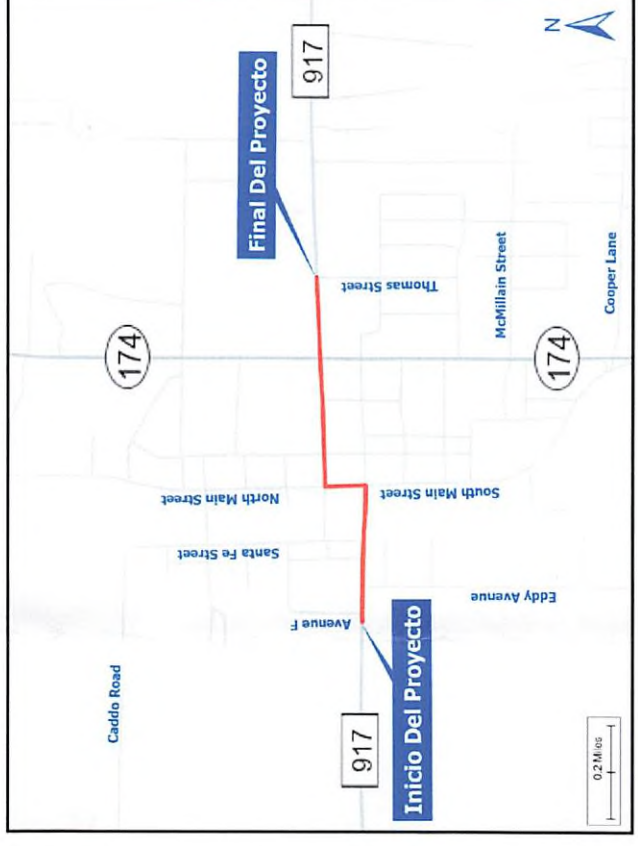 917
Final Del Proyecto
N
Thomas Street
McMillain Street
Cooper Lane
174
174
North Main Street
South Main Street
Santa Fe Street
Eddy Avenue
Avenue F
Caddo Road
917
Inicio Del Proyecto
0.2 Miles